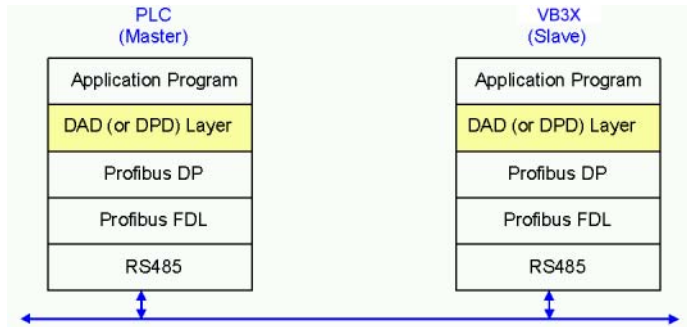 PLC
(Master)
Application Program
DAD (or DPD) Layer
Profibus DP
Profibus FDL
RS485
VB3X
(Slave)
Application Program
DAD (or DPD) Layer
Profibus DP
Profibus FDL
RS485